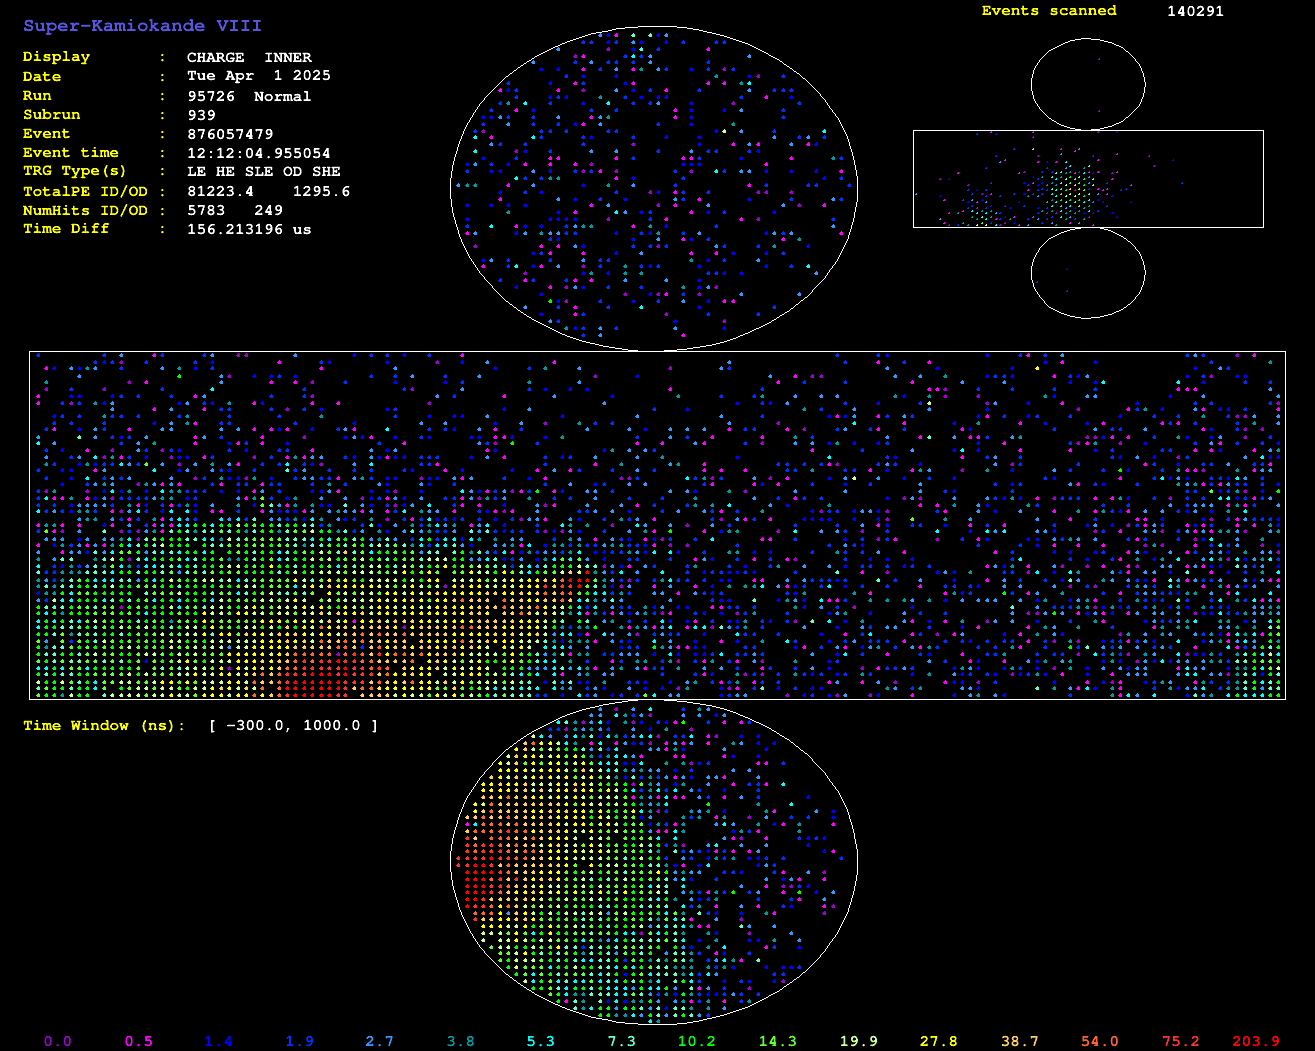 Super-Kamiokande VIII
Events scanned 140291
Display : CHARGE INNER
Date : Tue Apr 1 2025
Run : 95726 Normal
Subrun : 939
Event : 876057479
Event time : 12:12:04.955054
TRG Type(s) : LE HE SLE OD SHE
TotalPE ID/OD : 81223.4 1295.6
NumHits ID/OD : 5783 249
Time Diff : 156.213196 us
Time Window (ns): [ -300.0, 1000.0 ]
0.0 0.5 1.4 1.9 2.7 3.8 5.3 7.3 10.2 14.3 19.9 27.8 38.7 54.0 75.2 203.9